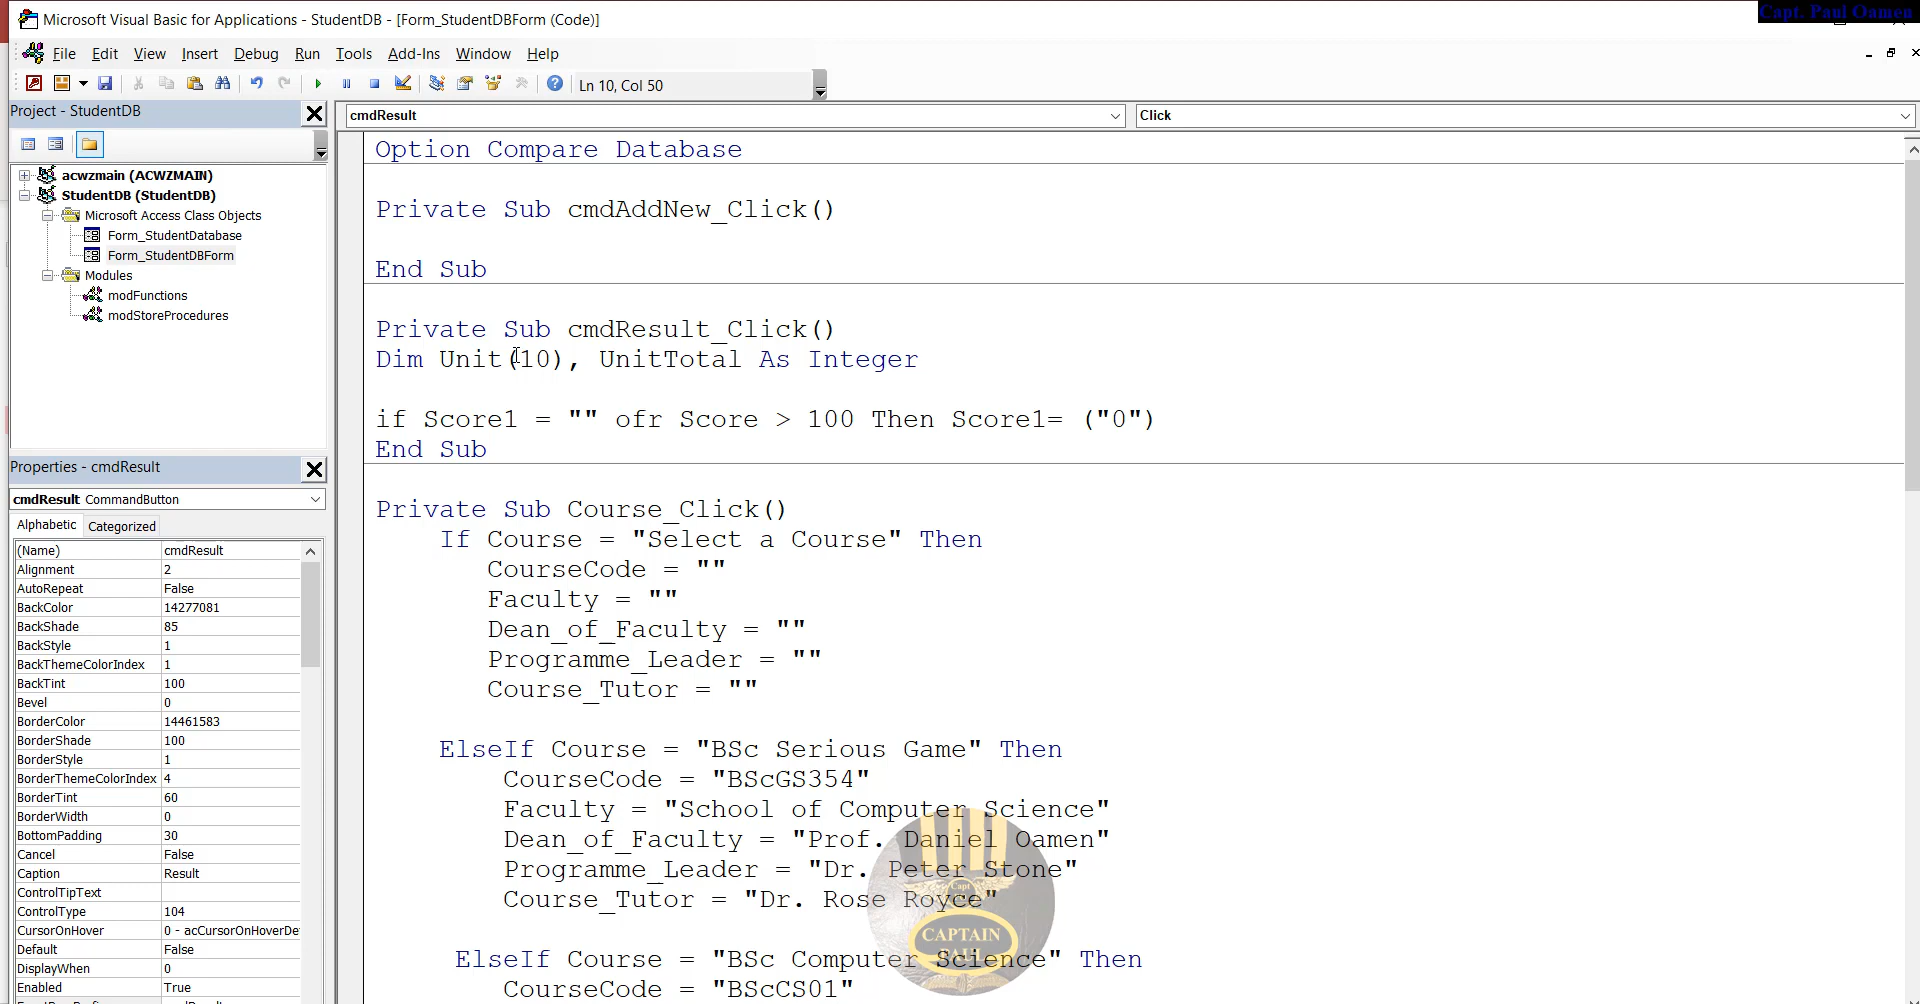 Microsoft Visual Basic for Applications - StudentDB - [Form_StudentDBForm (Code)]
Capt. Paul Oamen
File Edit View Insert Debug Run Tools Add-Ins Window Help
Ln 10, Col 50
Project - StudentDB
acwzmain (ACWZMAIN)
StudentDB (StudentDB)
Microsoft Access Class Objects
Form_StudentDatabase
Form_StudentDBForm
Modules
modFunctions
modStoreProcedures
Properties - cmdResult
cmdResult CommandButton
Alphabetic Categorized
(Name) cmdResult
Alignment 2
AutoRepeat False
BackColor 14277081
BackShade 85
BackStyle 1
BackThemeColorIndex 1
BackTint 100
Bevel 0
BorderColor 14461583
BorderShade 100
BorderStyle 1
BorderThemeColorIndex 4
BorderTint 60
BorderWidth 0
BottomPadding 30
Cancel False
Caption Result
ControlTipText
ControlType 104
CursorOnHover 0 - acCursorOnHoverDe
Default False
DisplayWhen 0
Enabled True
cmdResult Click
Option Compare Database
Private Sub cmdAddNew_Click()
End Sub
Private Sub cmdResult_Click()
Dim Unit(10), UnitTotal As Integer
if Score1 = "" ofr Score > 100 Then Score1= ("0")
End Sub
Private Sub Course_Click()
If Course = "Select a Course" Then
CourseCode = ""
Faculty = ""
Dean_of_Faculty = ""
Programme_Leader = ""
Course_Tutor = ""
ElseIf Course = "BSc Serious Game" Then
CourseCode = "BScGS354"
Faculty = "School of Computer Science"
Dean_of_Faculty = "Prof. Daniel Oamen"
Programme_Leader = "Dr. Peter Stone"
Course_Tutor = "Dr. Rose Royce"
ElseIf Course = "BSc Computer Science" Then
CourseCode = "BScCS01"
Capt
CAPTAIN
PAUL